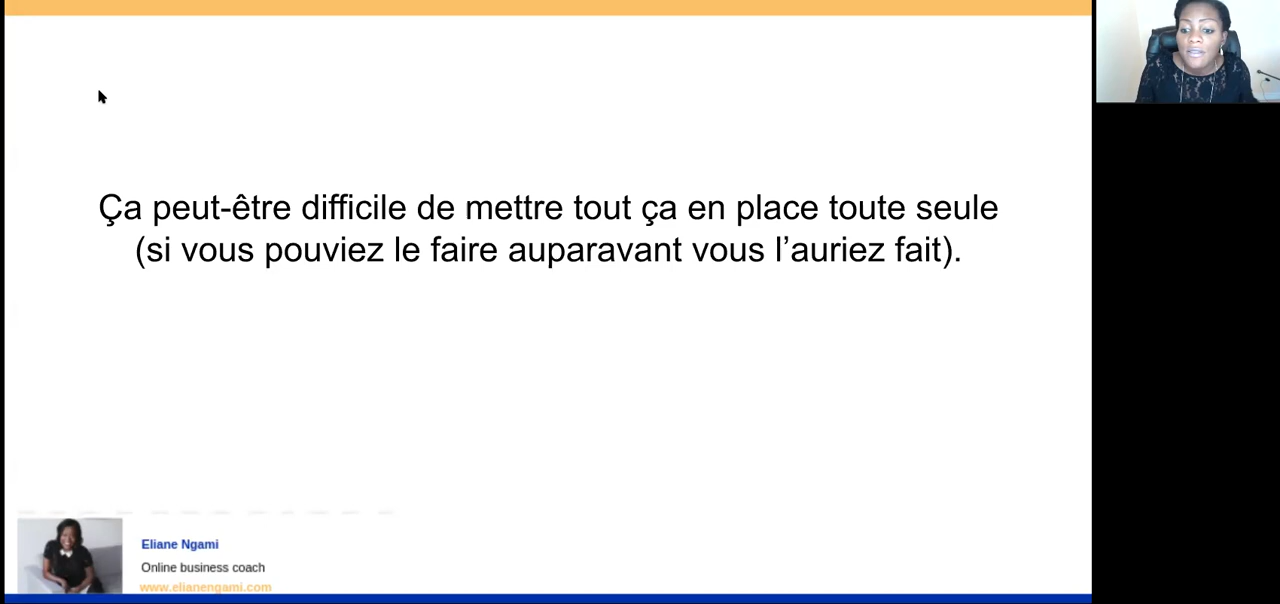 Ça peut-être difficile de mettre tout ça en place toute seule
(si vous pouviez le faire auparavant vous l’auriez fait).
Eliane Ngami
Online business coach
www.elianengami.com